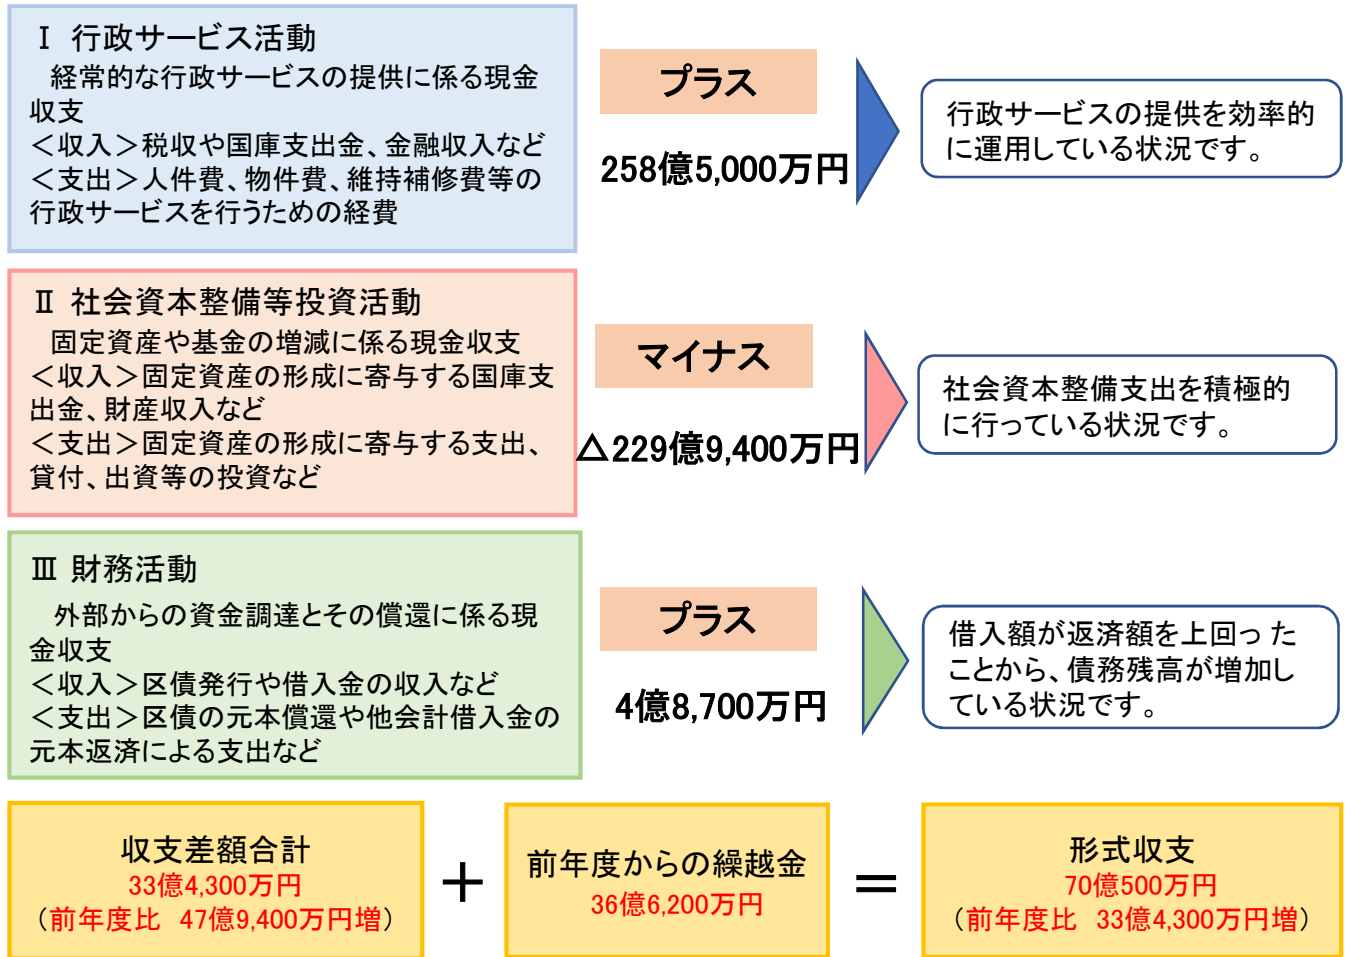 Ⅰ 行政サービス活動
経常的な行政サービスの提供に係る現金
収支
＜収入＞税収や国庫支出金、金融収入など
＜支出＞人件費、物件費、維持補修費等の
行政サービスを行うための経費
プラス
258億5,000万円
行政サービスの提供を効率的
に運用している状況です。
Ⅱ 社会資本整備等投資活動
固定資産や基金の増減に係る現金収支
＜収入＞固定資産の形成に寄与する国庫支
出金、財産収入など
＜支出＞固定資産の形成に寄与する支出、
貸付、出資等の投資など
マイナス
△229億9,400万円
社会資本整備支出を積極的
に行っている状況です。
Ⅲ 財務活動
外部からの資金調達とその償還に係る現
金収支
＜収入＞区債発行や借入金の収入など
＜支出＞区債の元本償還や他会計借入金の
元本返済による支出など
プラス
4億8,700万円
借入額が返済額を上回った
ことから、債務残高が増加し
ている状況です。
収支差額合計
33億4,300万円
（前年度比 47億9,400万円増）
＋
前年度からの繰越金
36億6,200万円
＝
形式収支
70億500万円
（前年度比 33億4,300万円増）